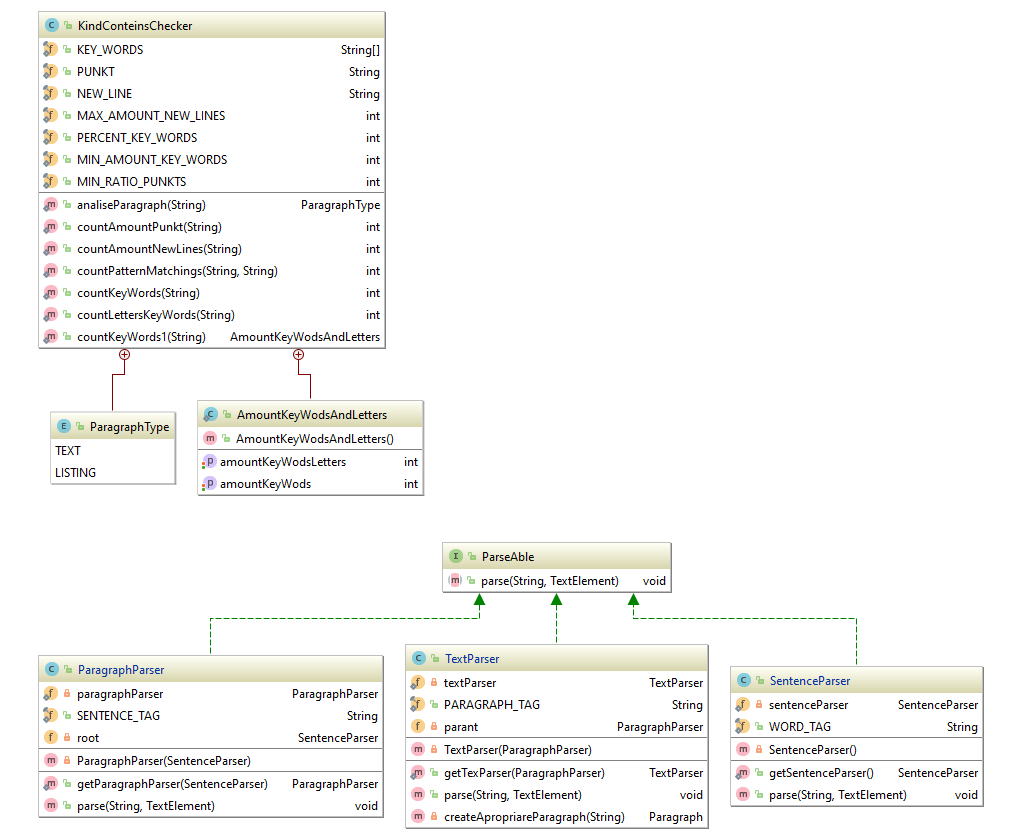 KindConteinsChecker
KEY_WORDS String[]
PUNKT String
NEW_LINE String
MAX_AMOUNT_NEW_LINES int
PERCENT_KEY_WORDS int
MIN_AMOUNT_KEY_WORDS int
MIN_RATIO_PUNKTS int
analiseParagraph(String) ParagraphType
countAmountPunkt(String) int
countAmountNewLines(String) int
countPatternMatchings(String, String) int
countKeyWords(String) int
countLettersKeyWords(String) int
countKeyWords1(String) AmountKeyWodsAndLetters
ParagraphType
TEXT
LISTING
AmountKeyWodsAndLetters
AmountKeyWodsAndLetters()
amountKeyWodsLetters int
amountKeyWods int
ParseAble
parse(String, TextElement) void
ParagraphParser
paragraphParser ParagraphParser
SENTENCE_TAG String
root SentenceParser
ParagraphParser(SentenceParser)
getParagraphParser(SentenceParser) ParagraphParser
parse(String, TextElement) void
TextParser
textParser TextParser
PARAGRAPH_TAG String
parant ParagraphParser
TextParser(ParagraphParser)
getTexParser(ParagraphParser) TextParser
parse(String, TextElement) void
createApropriareParagraph(String) Paragraph
SentenceParser
sentenceParser SentenceParser
WORD_TAG String
SentenceParser()
getSentenceParser() SentenceParser
parse(String, TextElement) void